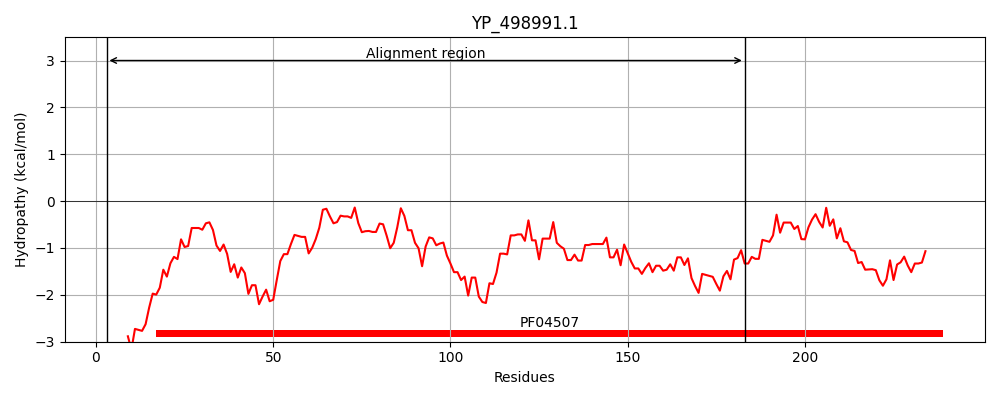 YP_498991.1
Alignment region
3
2
1
0
−1
−2
−3
Hydropathy (kcal/mol)
PF04507
0 50 100 150 200
Residues